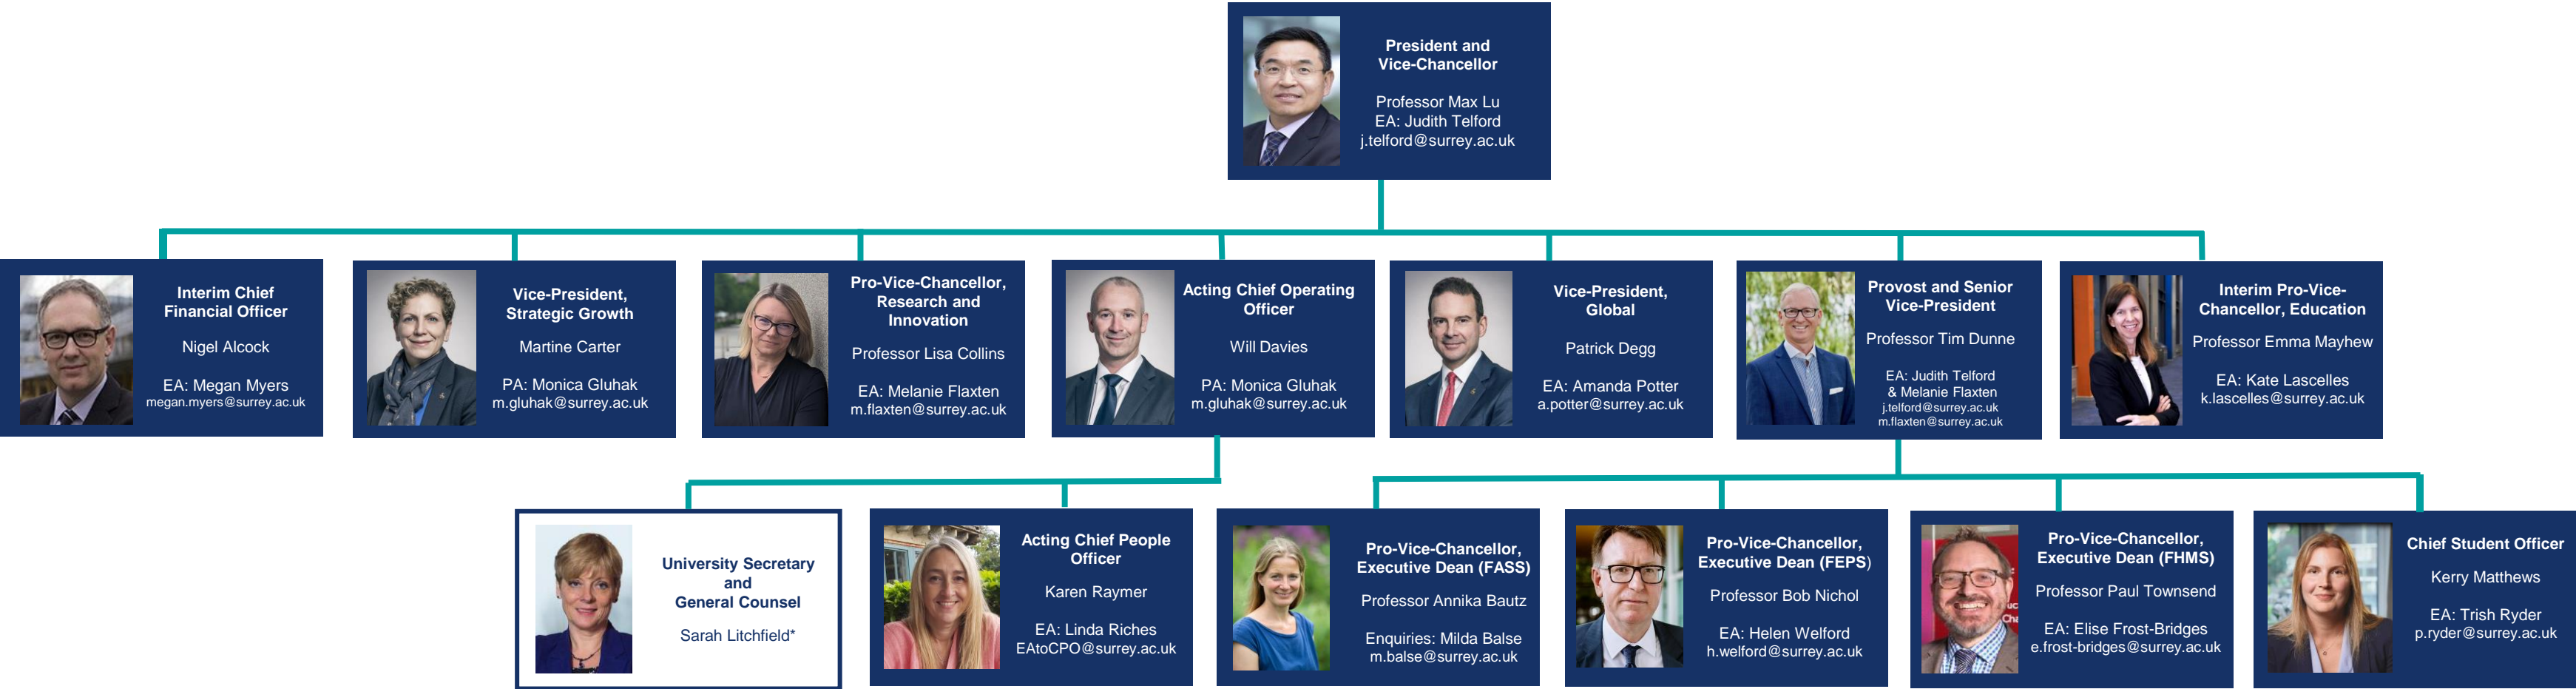 President and
Vice-Chancellor
Professor Max Lu
EA: Judith Telford
j.telford@surrey.ac.uk
Interim Chief
Financial Officer
Nigel Alcock
EA: Megan Myers
megan.myers@surrey.ac.uk
Vice-President,
Strategic Growth
Martine Carter
PA: Monica Gluhak
m.gluhak@surrey.ac.uk
Pro-Vice-Chancellor,
Research and
Innovation
Professor Lisa Collins
EA: Melanie Flaxten
m.flaxten@surrey.ac.uk
Acting Chief Operating
Officer
Will Davies
PA: Monica Gluhak
m.gluhak@surrey.ac.uk
Vice-President,
Global
Patrick Degg
EA: Amanda Potter
a.potter@surrey.ac.uk
Provost and Senior
Vice-President
Professor Tim Dunne
EA: Judith Telford
& Melanie Flaxten
j.telford@surrey.ac.uk
m.flaxten@surrey.ac.uk
Interim Pro-Vice-
Chancellor, Education
Professor Emma Mayhew
EA: Kate Lascelles
k.lascelles@surrey.ac.uk
University Secretary
and
General Counsel
Sarah Litchfield*
Acting Chief People
Officer
Karen Raymer
EA: Linda Riches
EAtoCPO@surrey.ac.uk
Pro-Vice-Chancellor,
Executive Dean (FASS)
Professor Annika Bautz
Enquiries: Milda Balse
m.balse@surrey.ac.uk
Pro-Vice-Chancellor,
Executive Dean (FEPS)
Professor Bob Nichol
EA: Helen Welford
h.welford@surrey.ac.uk
Pro-Vice-Chancellor,
Executive Dean (FHMS)
Professor Paul Townsend
EA: Elise Frost-Bridges
e.frost-bridges@surrey.ac.uk
Chief Student Officer
Kerry Matthews
EA: Trish Ryder
p.ryder@surrey.ac.uk